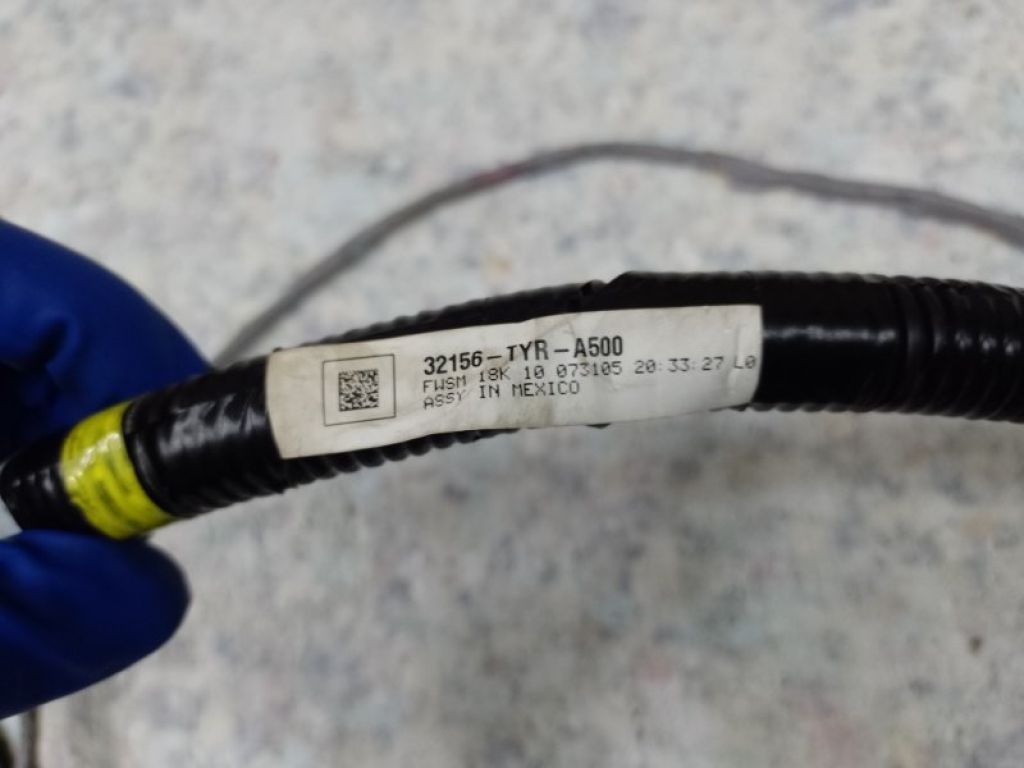 32156-TYR-A500
FWSM 18K 10 073105 20:33:27 L0
ASSY IN MEXICO